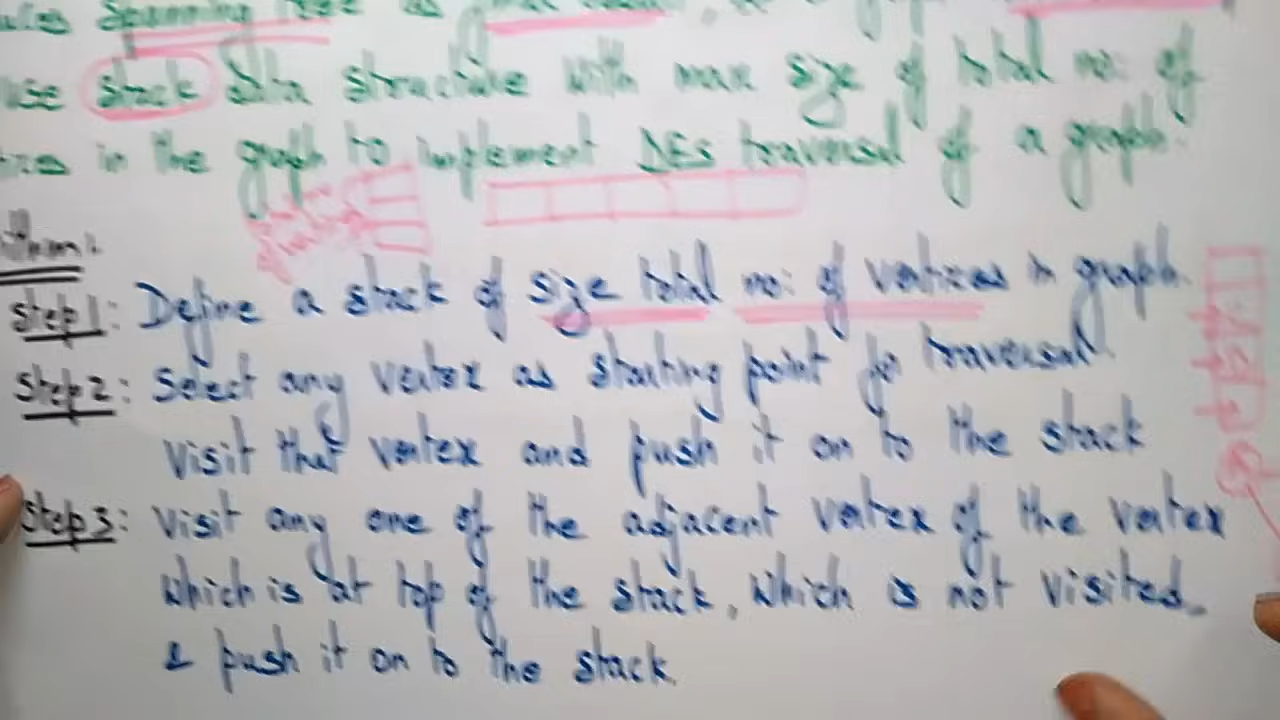 spanning tree as
use stack data structure with max size of total no: of
in the graph to implement DFS traversal of a graph.
Step 1: Define a stack of size total no: of vertices in graph.
Step 2: Select any vertex as starting point for traversal.
Visit that vertex and push it on to the stack
Step 3: Visit any one of the adjacent vertex of the vertex
which is at top of the stack, which is not visited.
& push it on to the stack.